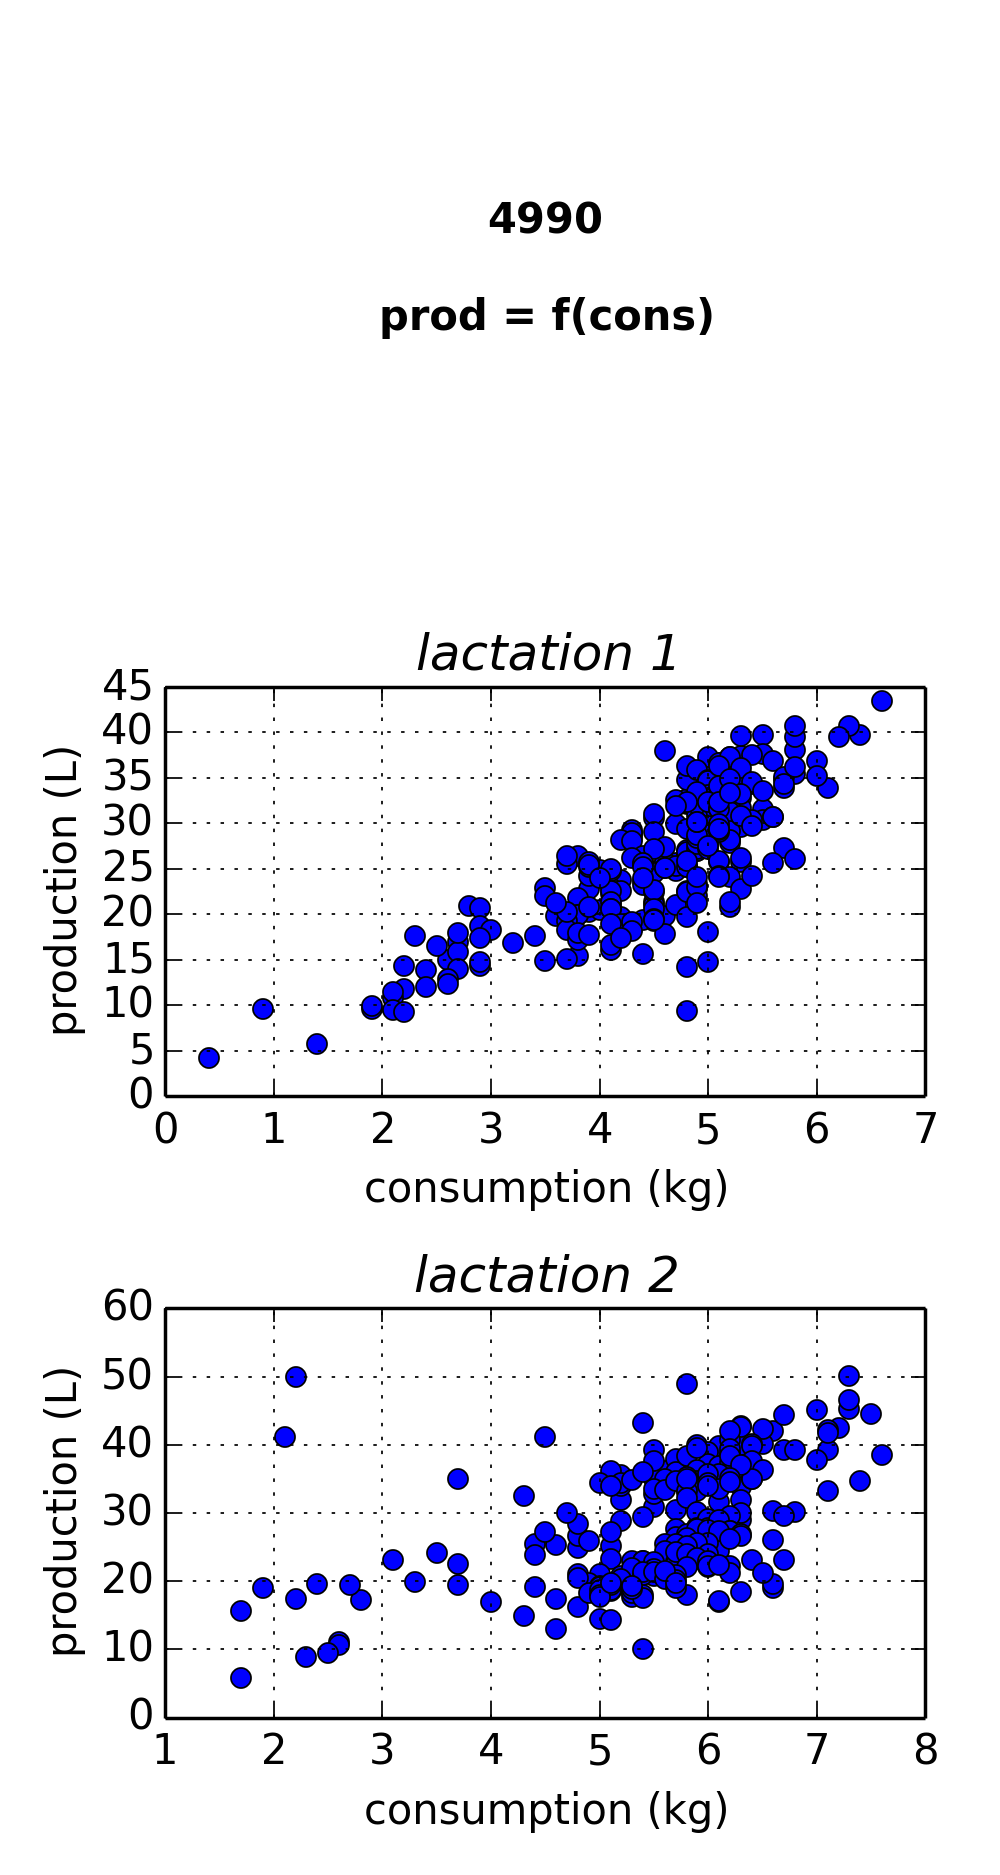 4990
prod = f(cons)
lactation 1
production (L)
45
40
35
30
25
20
15
10
5
0
0 1 2 3 4 5 6 7
consumption (kg)
lactation 2
production (L)
60
50
40
30
20
10
0
1 2 3 4 5 6 7 8
consumption (kg)